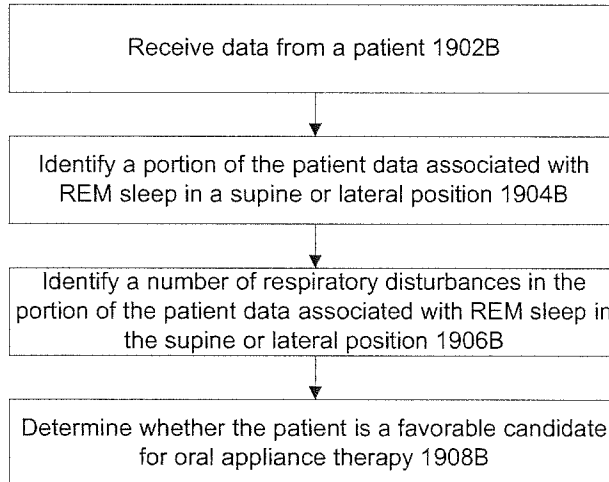 Receive data from a patient 1902B
Identify a portion of the patient data associated with
REM sleep in a supine or lateral position 1904B
Identify a number of respiratory disturbances in the
portion of the patient data associated with REM sleep in
the supine or lateral position 1906B
Determine whether the patient is a favorable candidate
for oral appliance therapy 1908B